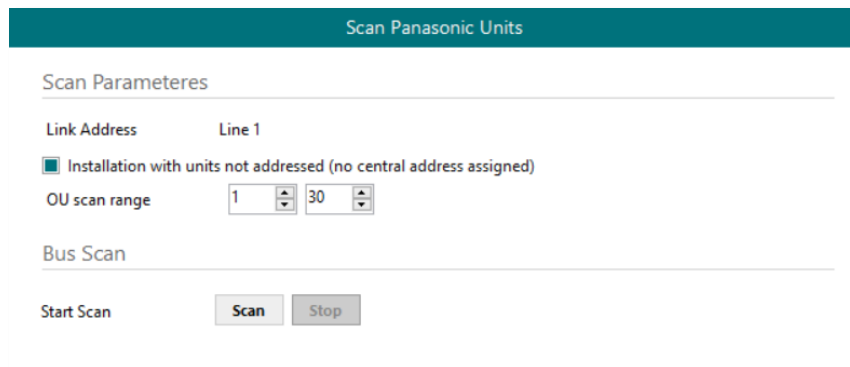 Scan Panasonic Units
Scan Parameteres
Link Address Line 1
Installation with units not addressed (no central address assigned)
OU scan range 1 30
Bus Scan
Start Scan Scan Stop